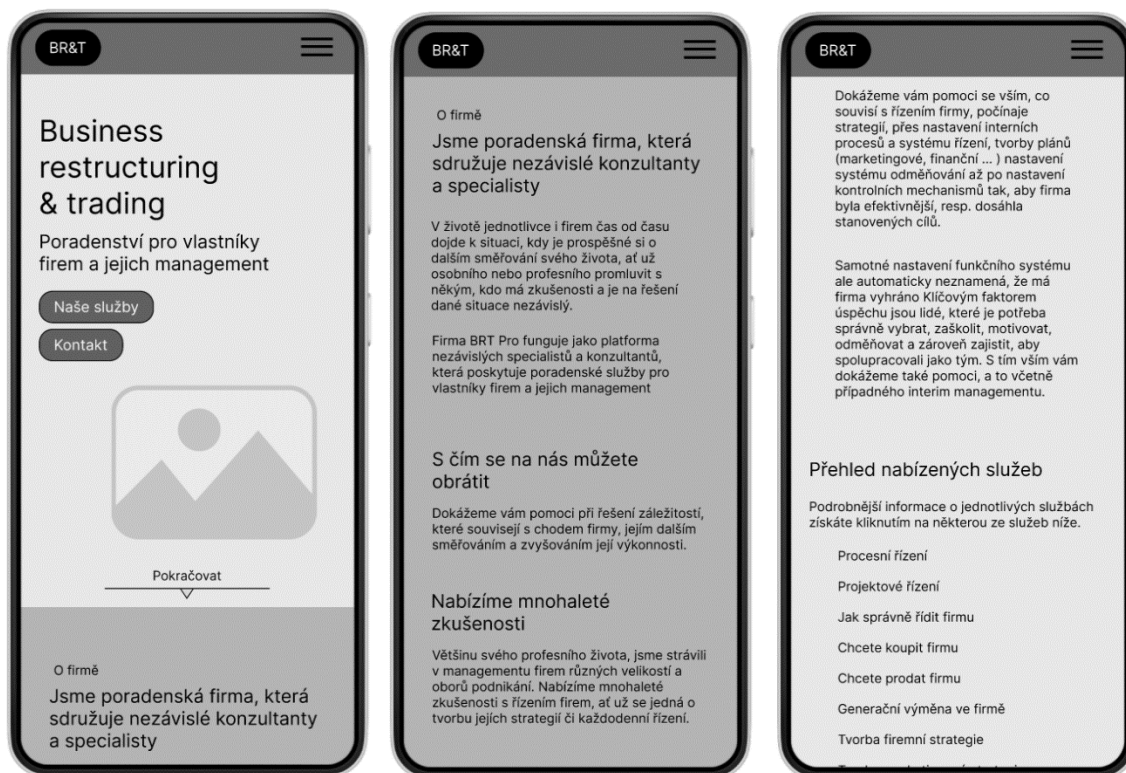 BR&T
Business
restructuring
& trading
Poradenství pro vlastníky
firem a jejich management
Naše služby
Kontakt
Pokračovat
O firmě
Jsme poradenská firma, která
sdružuje nezávislé konzultanty
a specialisty
BR&T
O firmě
Jsme poradenská firma, která
sdružuje nezávislé konzultanty
a specialisty
V životě jednotlivce i firem čas od času
dojde k situaci, kdy je prospěšné si o
dalším směřování svého života, ať už
osobního nebo profesního promluvit s
někým, kdo má zkušenosti a je na řešení
dané situace nezávislý.
Firma BRT Pro funguje jako platforma
nezávislých specialistů a konzultantů,
která poskytuje poradenské služby pro
vlastníky firem a jejich management
S čím se na nás můžete
obrátit
Dokážeme vám pomoci při řešení záležitostí,
které souvisejí s chodem firmy, jejím dalším
směřováním a zvyšováním její výkonnosti.
Nabízíme mnohaleté
zkušenosti
Většinu svého profesního života, jsme strávili
v managementu firem různých velikostí a
oborů podnikání. Nabízíme mnohaleté
zkušenosti s řízením firem, ať už se jedná o
tvorbu jejích strategií či každodenní řízení.
BR&T
Dokážeme vám pomoci se vším, co
souvisí s řízením firmy, počínaje
strategií, přes nastavení interních
procesů a systému řízení, tvorby plánů
(marketingové, finanční ... ) nastavení
systému odměňování až po nastavení
kontrolních mechanismů tak, aby firma
byla efektivnější, resp. dosáhla
stanovených cílů.
Samotné nastavení funkčního systému
ale automaticky neznamená, že má
firma vyhráno Klíčovým faktorem
úspěchu jsou lidé, které je potřeba
správně vybrat, zaškolit, motivovat,
odměňovat a zároveň zajistit, aby
spolupracovali jako tým. S tím vším vám
dokážeme také pomoci, a to včetně
případného interim managementu.
Přehled nabízených služeb
Podrobnější informace o jednotlivých službách
získáte kliknutím na některou ze služeb níže.
Procesní řízení
Projektové řízení
Jak správně řídit firmu
Chcete koupit firmu
Chcete prodat firmu
Generační výměna ve firmě
Tvorba firemní strategie